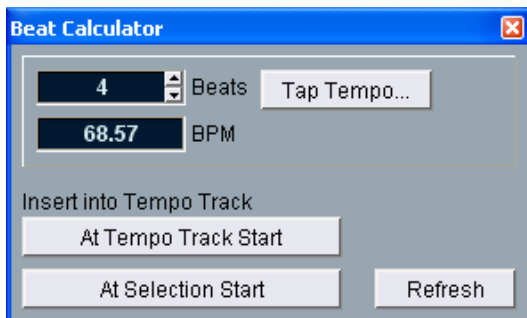 Beat Calculator
4 Beats Tap Tempo...
68.57 BPM
Insert into Tempo Track
At Tempo Track Start
At Selection Start Refresh